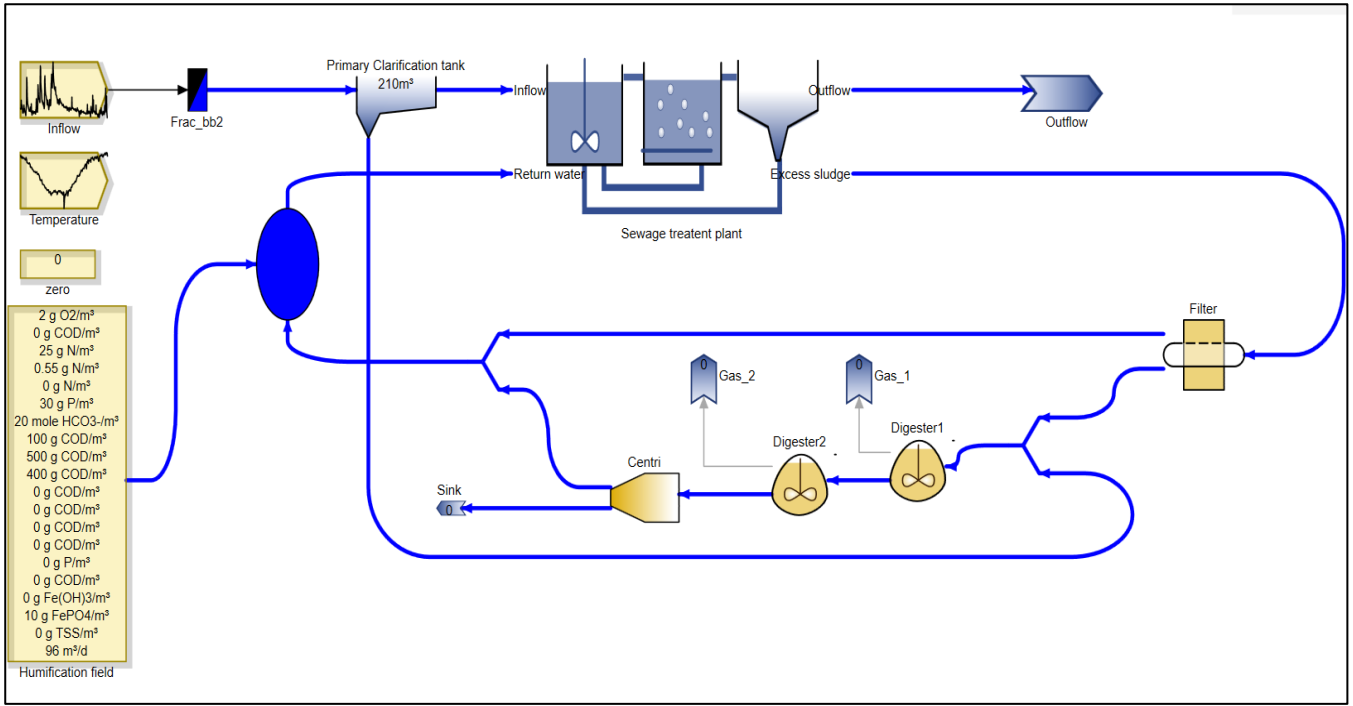 Primary Clarification tank
210m³
Inflow
Outflow
Inflow
Frac_bb2
Outflow
Return water
Excess sludge
Temperature
Sewage treatent plant
0
zero
2 g O2/m³
0 g COD/m³
25 g N/m³
0.55 g N/m³
0 g N/m³
30 g P/m³
20 mole HCO3-/m³
100 g COD/m³
500 g COD/m³
400 g COD/m³
0 g COD/m³
0 g COD/m³
0 g COD/m³
0 g COD/m³
0 g P/m³
0 g COD/m³
0 g Fe(OH)3/m³
10 g FePO4/m³
0 g TSS/m³
96 m³/d
Humification field
Filter
0
Gas_2
0
Gas_1
Digester1
-
Digester2
-
Centri
Sink
0